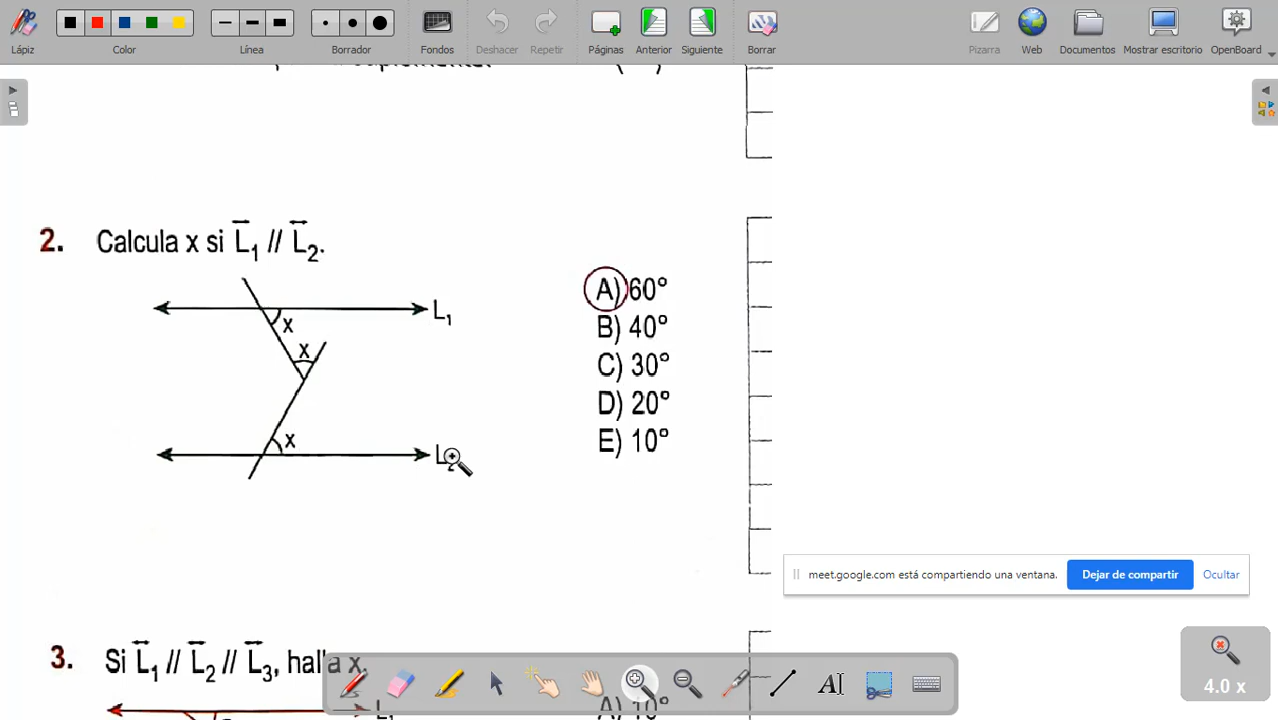 Lápiz
Color
Línea
Borrador
Fondos
Deshacer
Repetir
Páginas
Anterior
Siguiente
Borrar
Pizarra
Web
Documentos
Mostrar escritorio
OpenBoard
2. Calcula x si L1 // L2.
L1
x
x
x
A) 60°
B) 40°
C) 30°
D) 20°
E) 10°
meet.google.com está compartiendo una ventana.
Dejar de compartir
Ocultar
3. Si L1 // L2 // L3, halla x.
L1
A) 10°
4.0 x